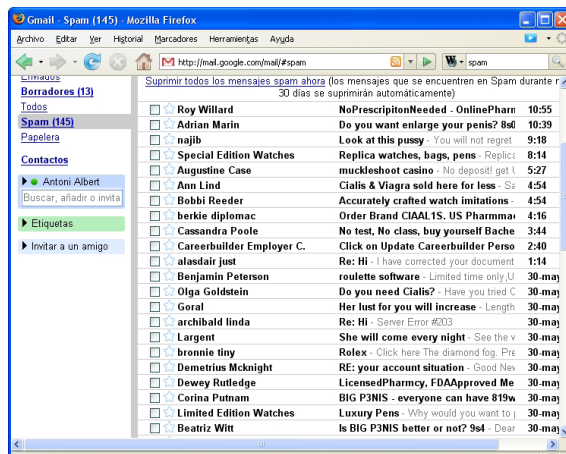 Gmail - Spam (145) - Mozilla Firefox
Archivo Editar Ver Historial Marcadores Herramientas Ayuda
http://mail.google.com/mail/#spam
W spam
Enviados
Borradores (13)
Todos
Spam (145)
Papelera
Contactos
Antoni Albert
Buscar, añadir o invita
Etiquetas
Invitar a un amigo
Suprimir todos los mensajes spam ahora (los mensajes que se encuentren en Spam durante
30 días se suprimirán automáticamente)
Roy Willard NoPrescripitonNeeded - OnlinePharn 10:55
Adrian Marin Do you want enlarge your penis? 8s0 10:39
najib Look at this pussy - You will not regret 9:18
Special Edition Watches Replica watches, bags, pens - Replica 8:14
Augustine Case muckleshoot casino - No deposit! get 5:27
Ann Lind Cialis & Viagra sold here for less - Sa 4:54
Bobbi Reeder Accurately crafted watch imitations - 4:54
berkie diplomac Order Brand CIAAL1S. US Pharmmac 4:16
Cassandra Poole No test, No class, buy yourself Bache 3:44
Careerbuilder Employer C. Click on Update Careerbuilder Perso 2:40
alasdair just Re: Hi - I have corrected your document 1:14
Benjamin Peterson roulette software - Limited time only,U 30-may
Olga Goldstein Do you need Cialis? - Have you tried C 30-may
Goral Her lust for you will increase - Length 30-may
archibald linda Re: Hi - Server Error #203 30-may
Largent She will come every night - See the v 30-may
bronnie tiny Rolex - Click here The diamond fog. Pre 30-may
Demetrius Mcknight RE: your account situation - Good Nev 30-may
Dewey Rutledge LicensedPharmcy, FDAApproved Me 30-may
Corina Putnam BIG P3NIS - everyone can have 819w 30-may
Limited Edition Watches Luxury Pens - Why would you want to p 30-may
Beatriz Witt Is BIG P3NIS better or not? 9s4 - Dear 30-may